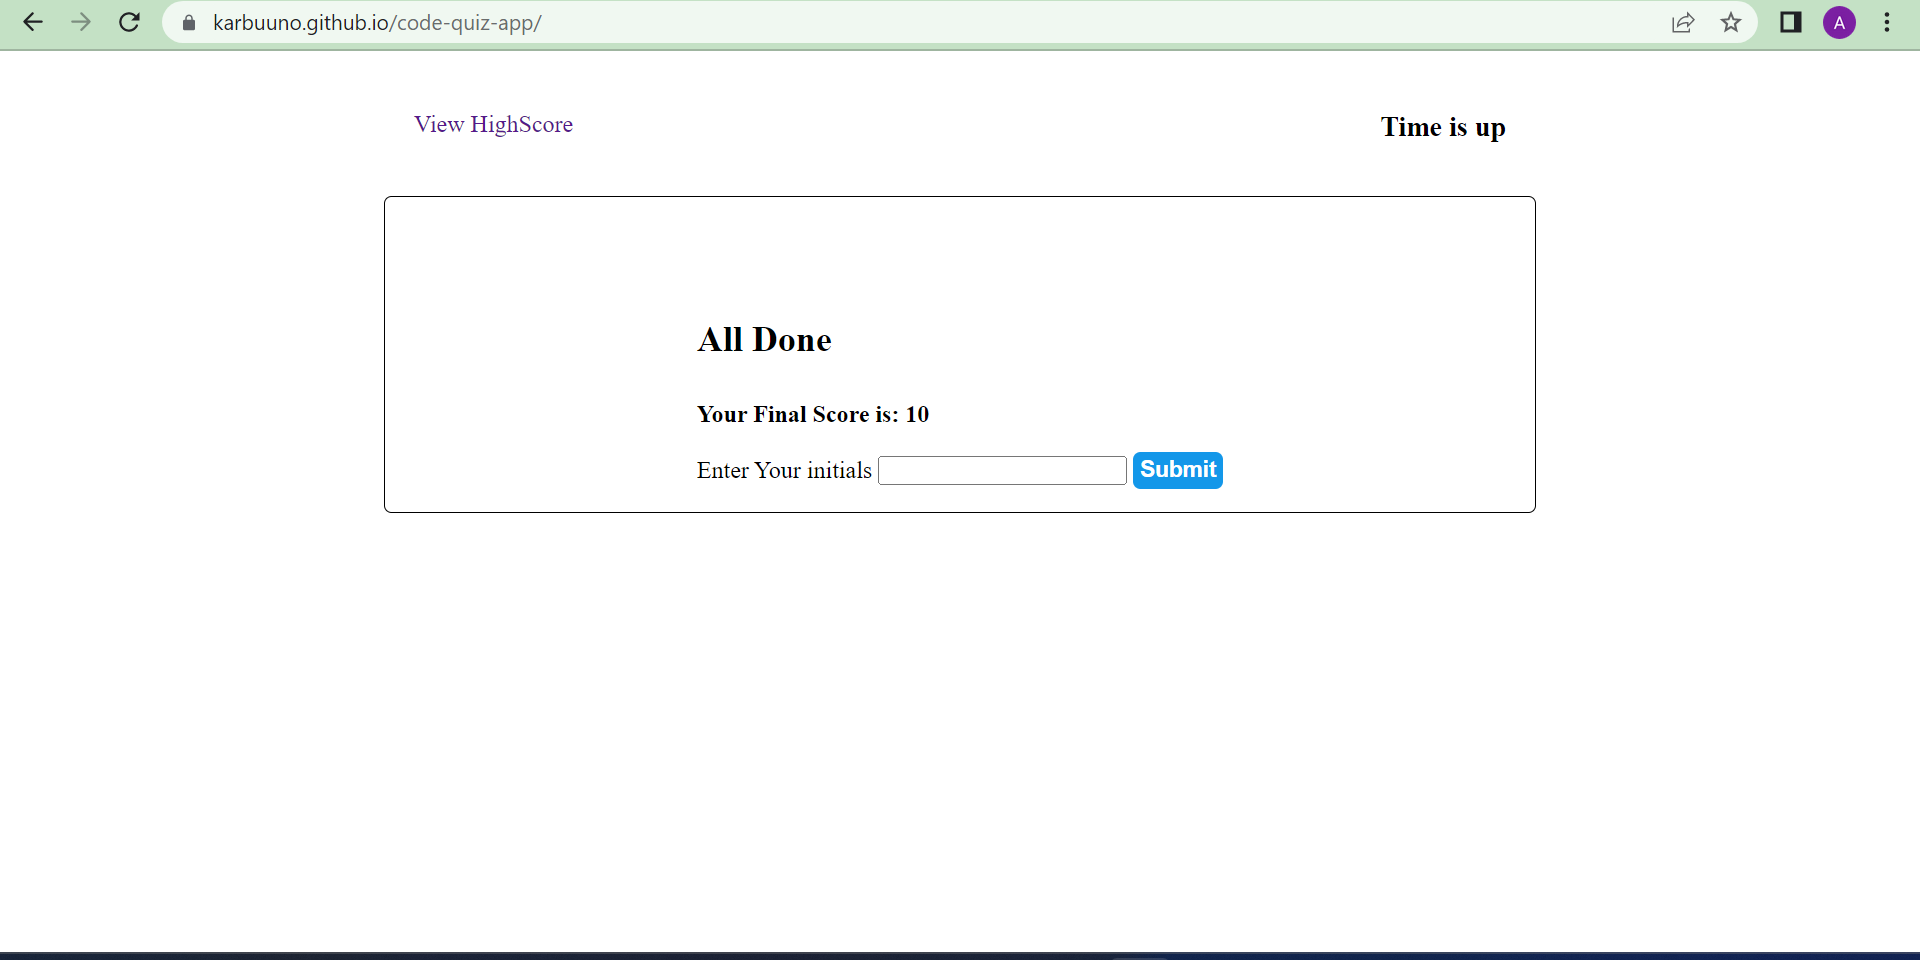 karbuuno.github.io/code-quiz-app/
A
View HighScore
Time is up
All Done
Your Final Score is: 10
Enter Your initials
Submit